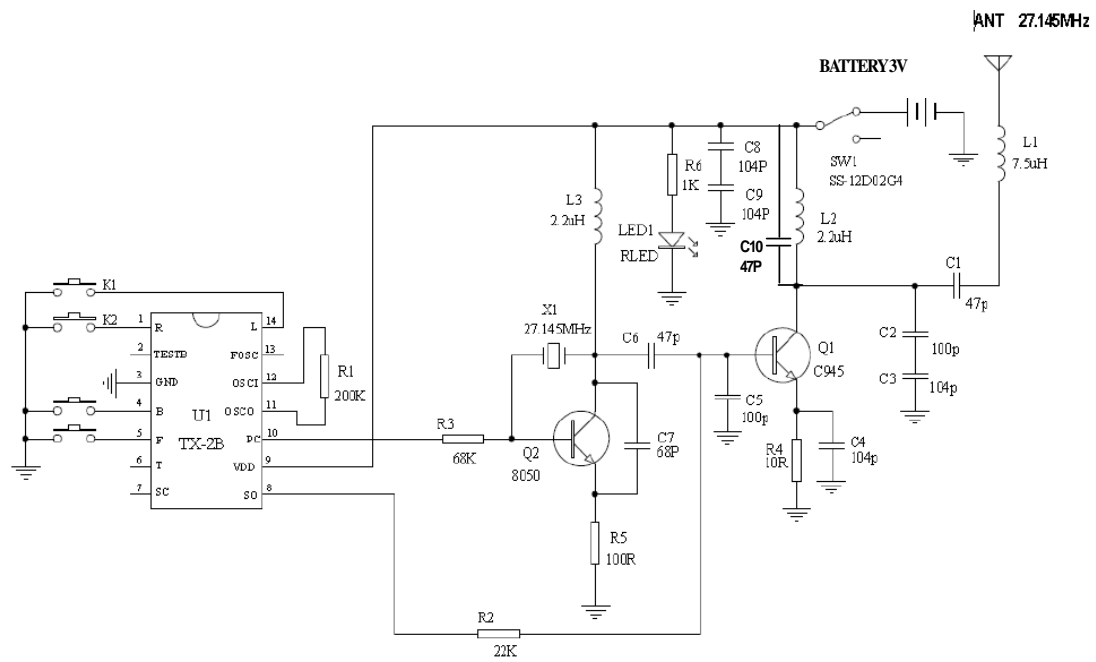 ANT 27.145MHz
BATTERY3V
L1
7.5uH
SW1
SS-12D02G4
C8
104P
R6
1K
C9
104P
L3
2.2uH
L2
2.2uH
LED1
RLED
C10
47P
C1
47p
K1
K2
X1
27.145MHz
C6
47p
Q1
C945
C2
100p
C3
104p
1
R
L
14
2
TESTB
FOSC
13
3
GND
OSCI
12
R1
200K
4
B
OSCO
11
U1
TX-2B
5
F
PC
10
6
T
VDD
9
7
SC
SO
8
R3
68K
Q2
8050
C7
68P
C5
100p
R4
10R
C4
104p
R5
100R
R2
22K